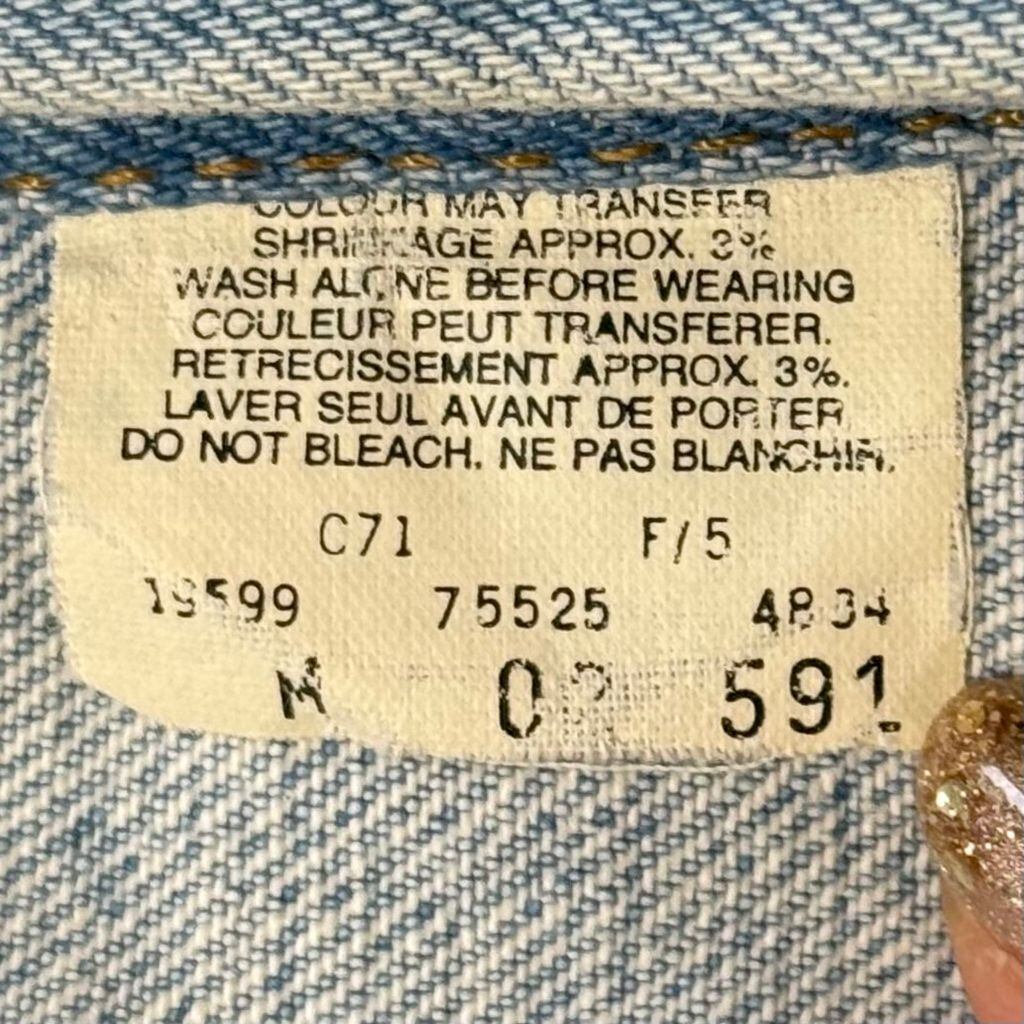 COLOUR MAY TRANSFER
SHRINKAGE APPROX. 3%
WASH ALONE BEFORE WEARING
COULEUR PEUT TRANSFERER.
RETRECISSEMENT APPROX. 3%.
LAVER SEUL AVANT DE PORTER
DO NOT BLEACH. NE PAS BLANCHIR.
C71 F/5
19599 75525
M 591